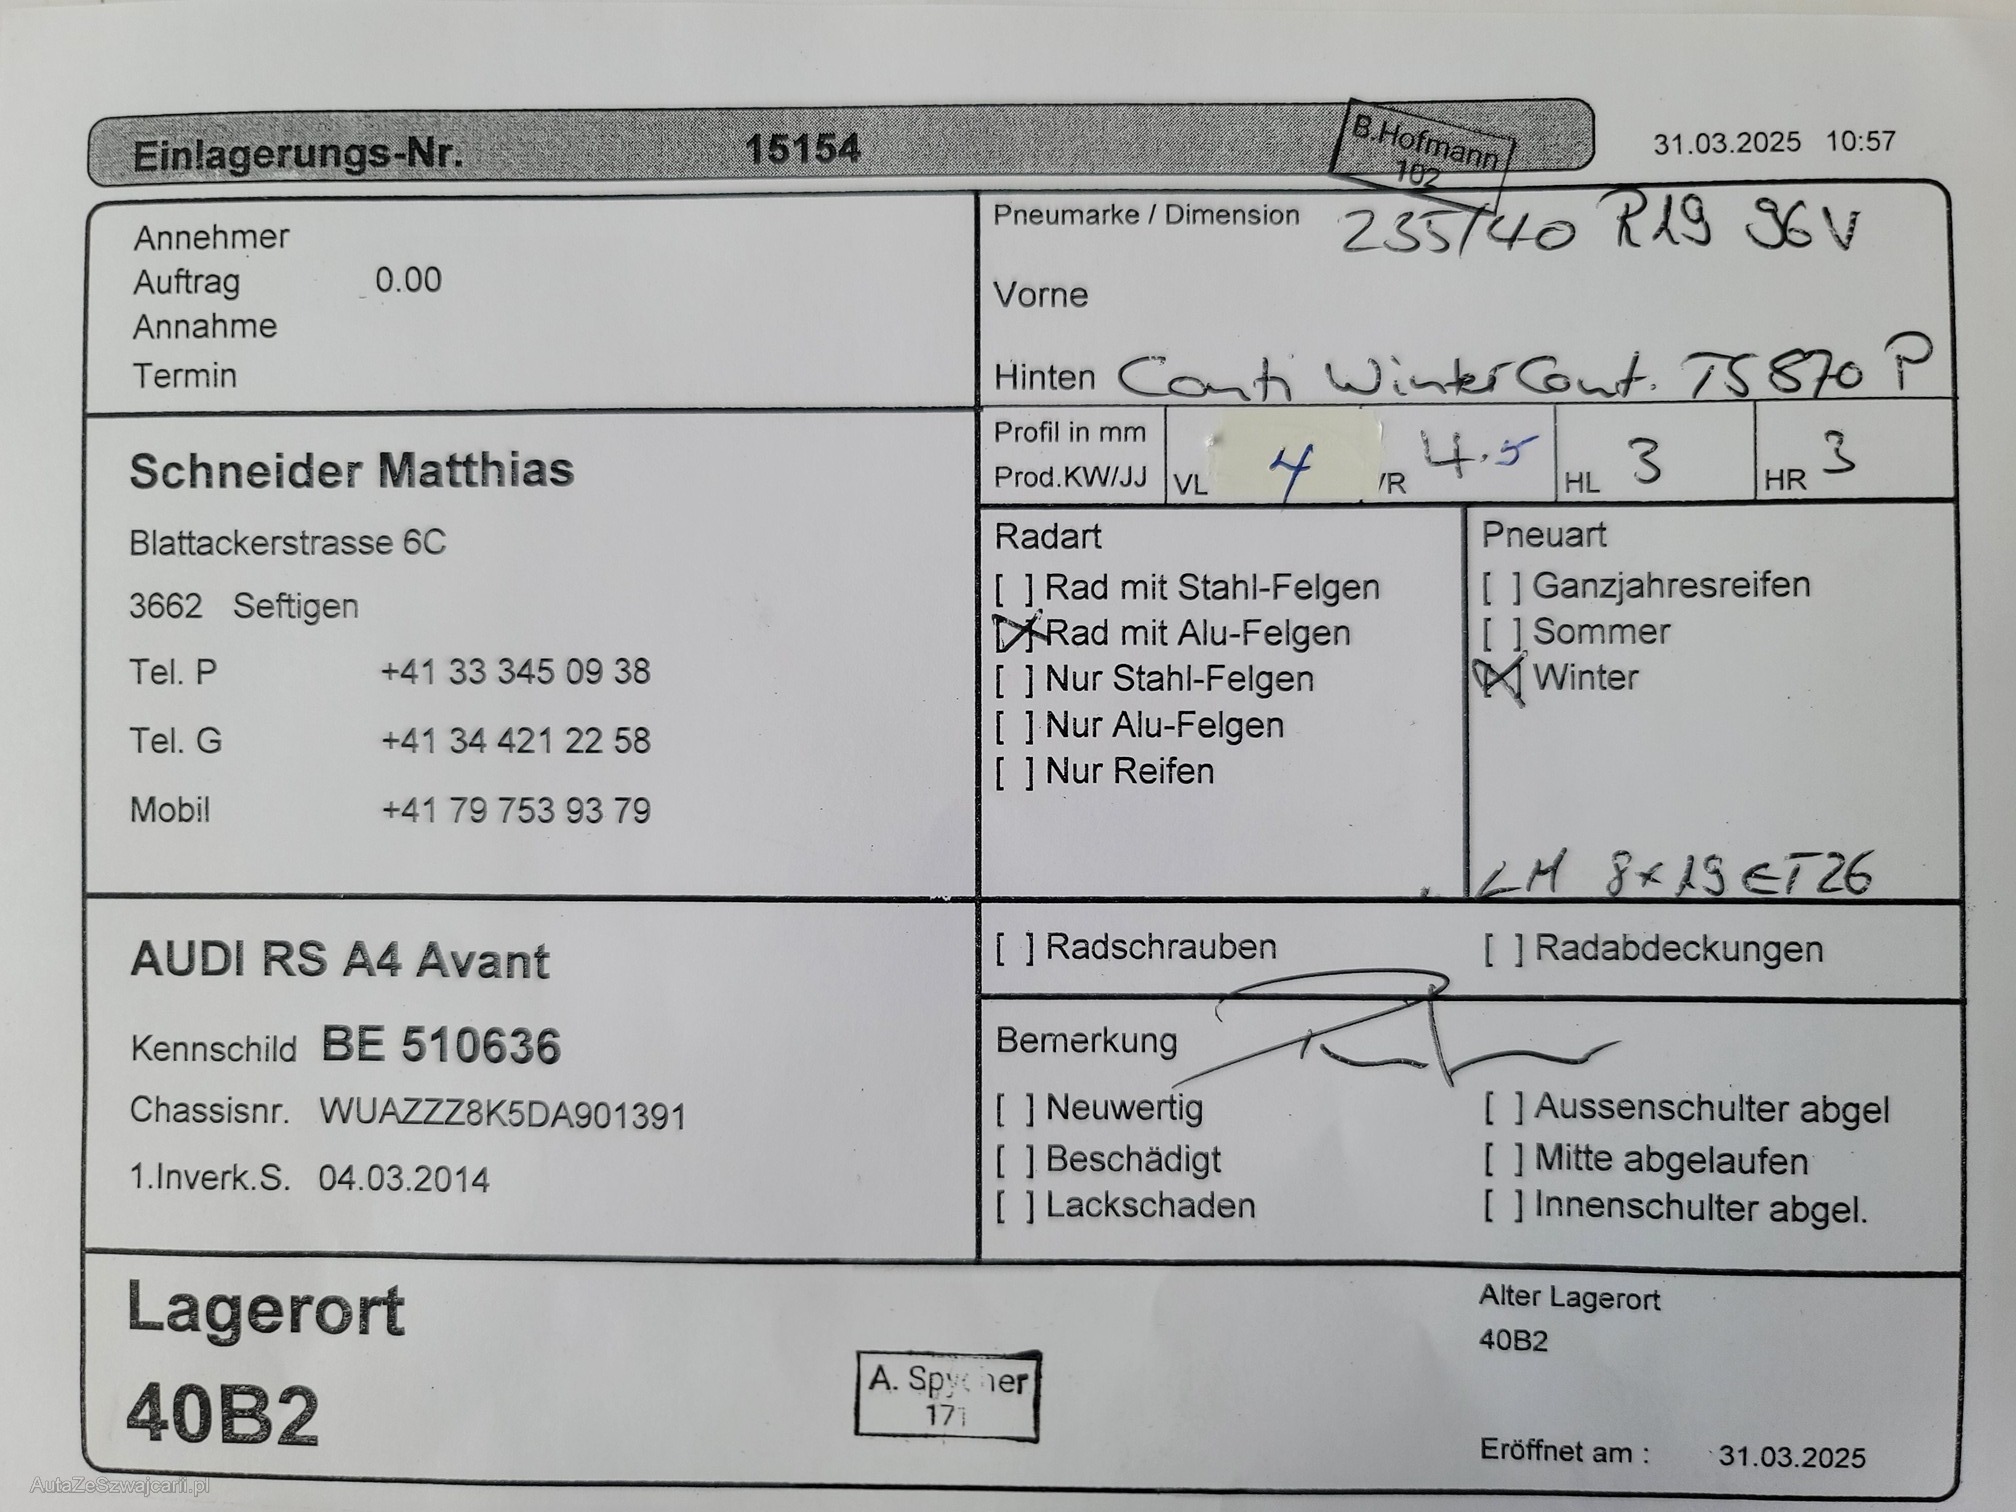 Einlagerungs-Nr. 15154
B.Hofmann
102
31.03.2025 10:57
Annehmer
Auftrag 0.00
Annahme
Termin
Pneumarke / Dimension 235/40 R19 96V
Vorne
Hinten Conti WinterCont. TS870 P
Profil in mm
Prod.KW/JJ
VL 4
VR 4.5
HL 3
HR 3
Schneider Matthias
Blattackerstrasse 6C
3662 Seftigen
Tel. P +41 33 345 09 38
Tel. G +41 34 421 22 58
Mobil +41 79 753 93 79
Radart
[ ] Rad mit Stahl-Felgen
[X] Rad mit Alu-Felgen
[ ] Nur Stahl-Felgen
[ ] Nur Alu-Felgen
[ ] Nur Reifen
Pneuart
[ ] Ganzjahresreifen
[ ] Sommer
[X] Winter
LM 8x19 ET26
AUDI RS A4 Avant
Kennschild BE 510636
Chassisnr. WUAZZZ8K5DA901391
1.Inverk.S. 04.03.2014
[ ] Radschrauben
[ ] Radabdeckungen
Bemerkung
[ ] Neuwertig
[ ] Beschädigt
[ ] Lackschaden
[ ] Aussenschulter abgel
[ ] Mitte abgelaufen
[ ] Innenschulter abgel.
Lagerort
40B2
A. Spycher
171
Alter Lagerort
40B2
Eröffnet am : 31.03.2025
AutaZeSzwajcarii.pl